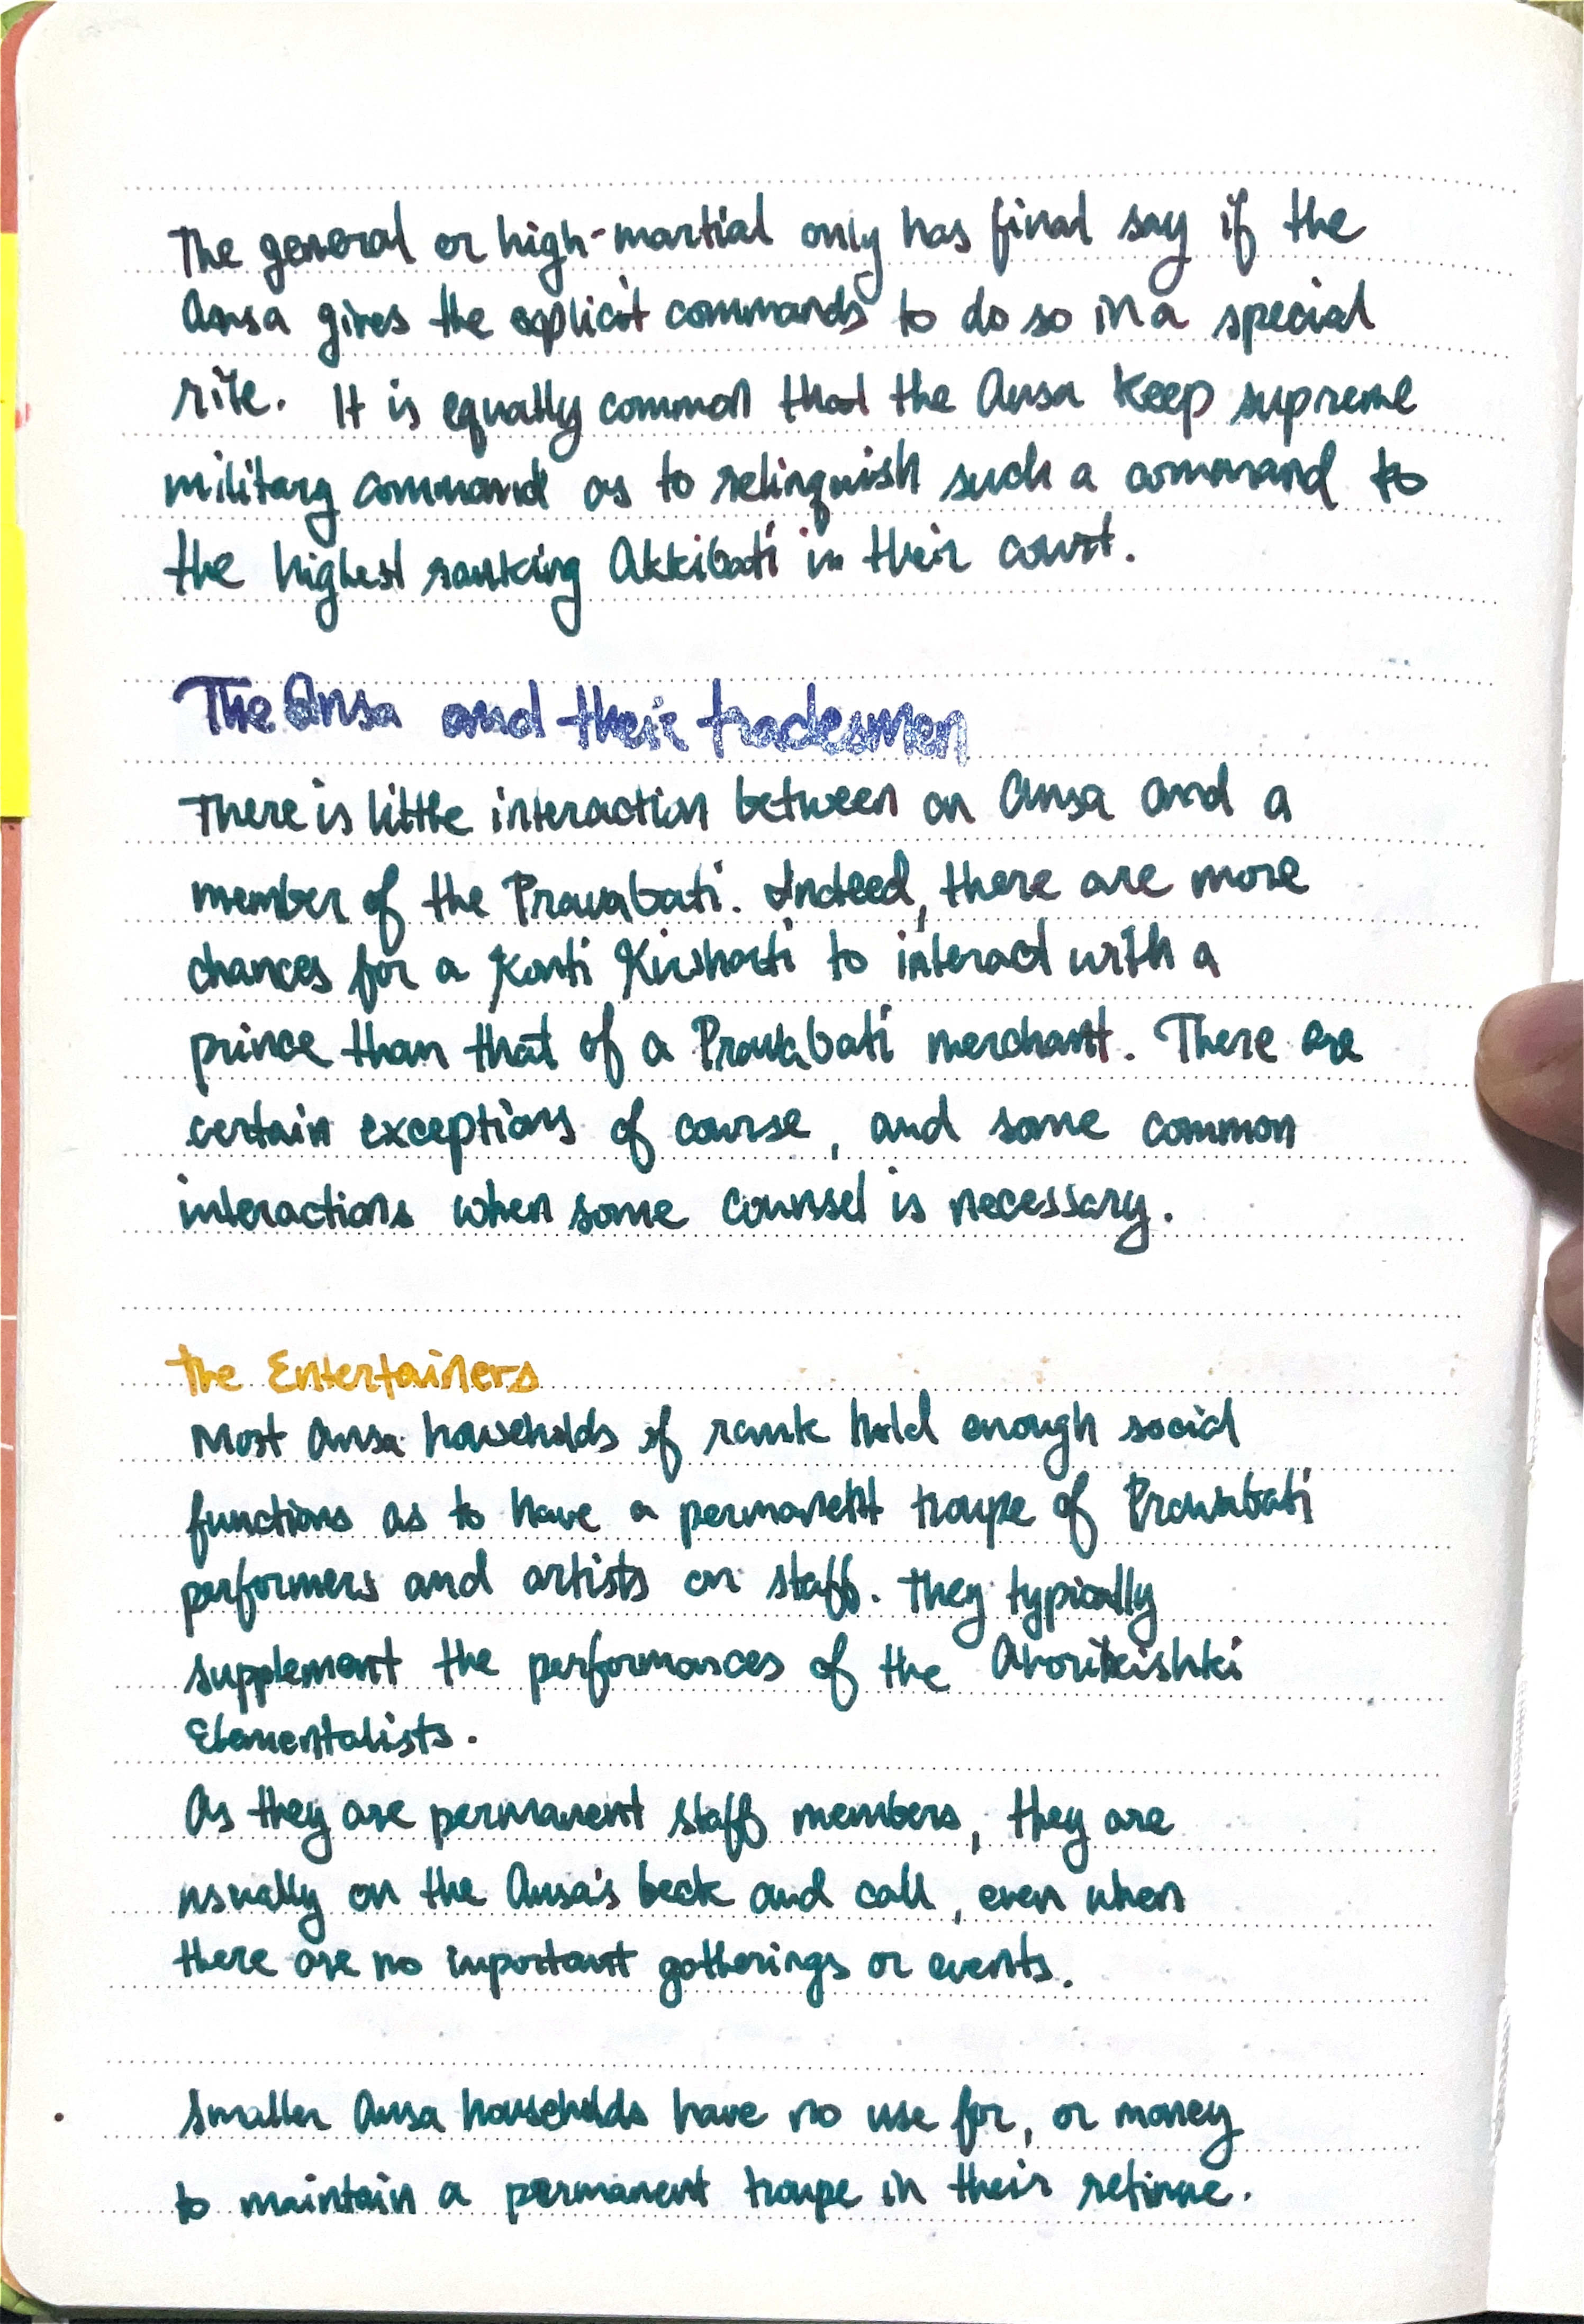 The general or high-martial only has final say if the
Ansa gives the explicit commands to do so in a special
rite. It is equally common that the Ansa keep supreme
military command as to relinquish such a command to
the highest ranking Akkibati in their court.
The Ansa and their tradesmen
There is little interaction between an Ansa and a
member of the Pravabati. Indeed, there are more
chances for a Konti Kirsharti to interact with a
prince than that of a Pravabati merchant. There are
certain exceptions of course, and some common
interactions when some counsel is necessary.
The Entertainers
Most Ansa households of rank hold enough social
functions as to have a permanent troupe of Pravabati
performers and artists on staff. They typically
supplement the performances of the
Elementalists.
As they are permanent staff members, they are
usually on the Ansa's beck and call, even when
there are no important gatherings or events.
Smaller Ansa households have no use for, or money
to maintain a permanent troupe in their retinue.